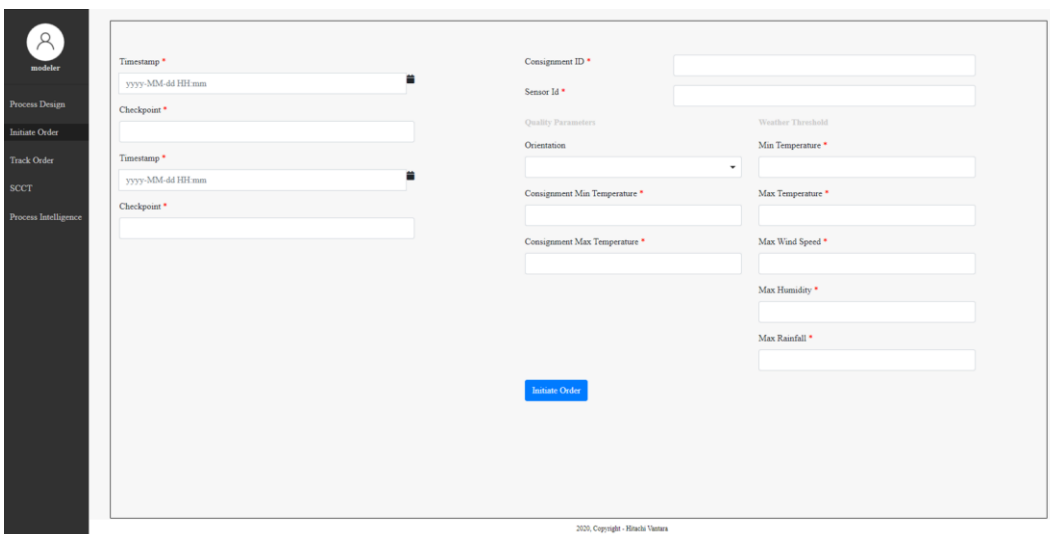 modeler
Process Design
Initiate Order
Track Order
SCCT
Process Intelligence
Timestamp *
yyyy-MM-dd HH:mm
Checkpoint *
Timestamp *
yyyy-MM-dd HH:mm
Checkpoint *
Consignment ID *
Sensor Id *
Quality Parameters
Orientation
Consignment Min Temperature *
Consignment Max Temperature *
Weather Threshold
Min Temperature *
Max Temperature *
Max Wind Speed *
Max Humidity *
Max Rainfall *
Initiate Order
2020, Copyright - Hitachi Vantara